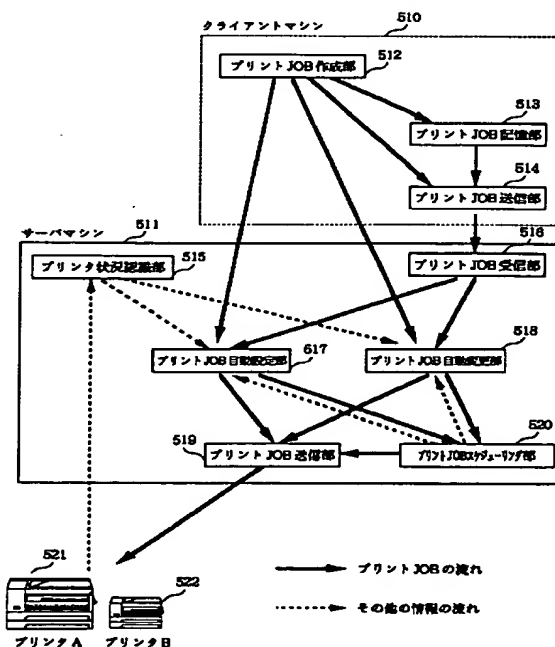 510
クライアントマシン
512
プリントJOB作成部
513
プリントJOB記憶部
514
プリントJOB送信部
サーバマシン
511
516
515
プリンタ状況認識部
プリントJOB受信部
517
プリントJOB自動設定部
518
プリントJOB自動変更部
519
プリントJOB送信部
520
プリントJOBスケジューリング部
521
522
プリンタA
プリンタB
プリントJOBの流れ
その他の情報の流れ